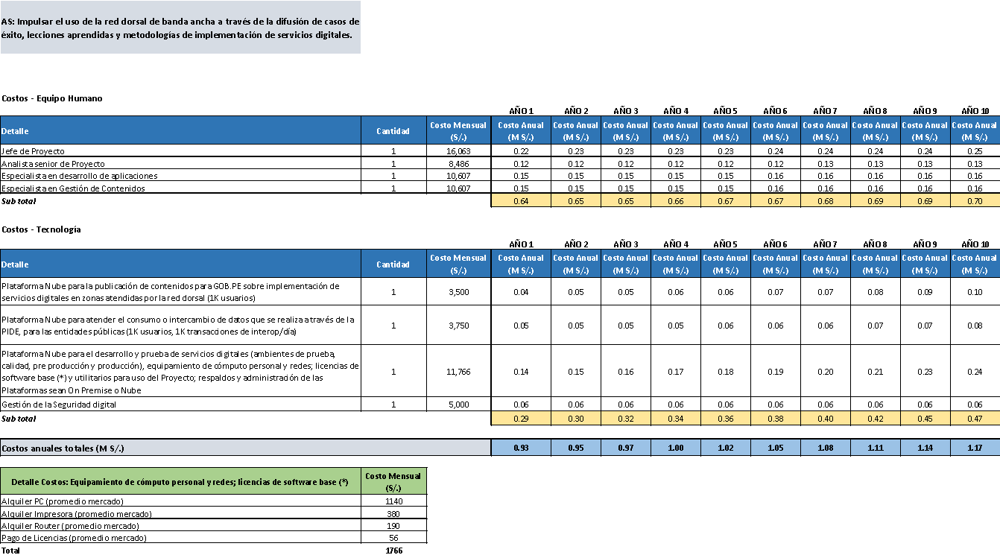 A5: Impulsar el uso de la red dorsal de banda ancha a través de la difusión de casos de
éxito, lecciones aprendidas y metodologías de implementación de servicios digitales.
Costos - Equipo Humano
AÑO 1 AÑO 2 AÑO 3 AÑO 4 AÑO 5 AÑO 6 AÑO 7 AÑO 8 AÑO 9 AÑO 10
Detalle Cantidad Costo Mensual (S/.) Costo Anual (M S/.) Costo Anual (M S/.) Costo Anual (M S/.) Costo Anual (M S/.) Costo Anual (M S/.) Costo Anual (M S/.) Costo Anual (M S/.) Costo Anual (M S/.) Costo Anual (M S/.) Costo Anual (M S/.)
Jefe de Proyecto 1 16,063 0.22 0.23 0.23 0.23 0.23 0.24 0.24 0.24 0.24 0.25
Analista senior de Proyecto 1 8,486 0.12 0.12 0.12 0.12 0.12 0.12 0.13 0.13 0.13 0.13
Especialista en desarrollo de aplicaciones 1 10,607 0.15 0.15 0.15 0.15 0.15 0.16 0.16 0.16 0.16 0.16
Especialista en Gestión de Contenidos 1 10,607 0.15 0.15 0.15 0.15 0.15 0.16 0.16 0.16 0.16 0.16
Sub total 0.64 0.65 0.65 0.66 0.67 0.67 0.68 0.69 0.69 0.70
Costos - Tecnología
AÑO 1 AÑO 2 AÑO 3 AÑO 4 AÑO 5 AÑO 6 AÑO 7 AÑO 8 AÑO 9 AÑO 10
Detalle Cantidad Costo Mensual (S/.) Costo Anual (M S/.) Costo Anual (M S/.) Costo Anual (M S/.) Costo Anual (M S/.) Costo Anual (M S/.) Costo Anual (M S/.) Costo Anual (M S/.) Costo Anual (M S/.) Costo Anual (M S/.) Costo Anual (M S/.)
Plataforma Nube para la publicación de contenidos para GOB.PE sobre implementación de
servicios digitales en zonas atendidas por la red dorsal (1K usuarios)
1 3,500 0.04 0.05 0.05 0.06 0.06 0.07 0.07 0.08 0.09 0.10
Plataforma Nube para atender el consumo o intercambio de datos que se realiza a través de la
PIDE, para las entidades públicas (1K usuarios, 1K transacciones de interop/día)
1 3,750 0.05 0.05 0.05 0.05 0.06 0.06 0.06 0.07 0.07 0.08
Plataforma Nube para el desarrollo y prueba de servicios digitales (ambientes de prueba,
calidad, pre producción y producción), equipamiento de cómputo personal y redes; licencias de
software base (*) y utilitarios para uso del Proyecto; respaldos y administración de las
Plataformas sean On Premise o Nube
1 11,766 0.14 0.15 0.16 0.17 0.18 0.19 0.20 0.21 0.23 0.24
Gestión de la Seguridad digital 1 5,000 0.06 0.06 0.06 0.06 0.06 0.06 0.06 0.06 0.06 0.06
Sub total 0.29 0.30 0.32 0.34 0.36 0.38 0.40 0.42 0.45 0.47
Costos anuales totales (M S/.) 0.93 0.95 0.97 1.00 1.02 1.05 1.08 1.11 1.14 1.17
Detalle Costos: Equipamiento de cómputo personal y redes; licencias de software base (*) Costo Mensual (S/.)
Alquiler PC (promedio mercado) 1140
Alquiler Impresora (promedio mercado) 380
Alquiler Router (promedio mercado) 190
Pago de Licencias (promedio mercado) 56
Total 1766